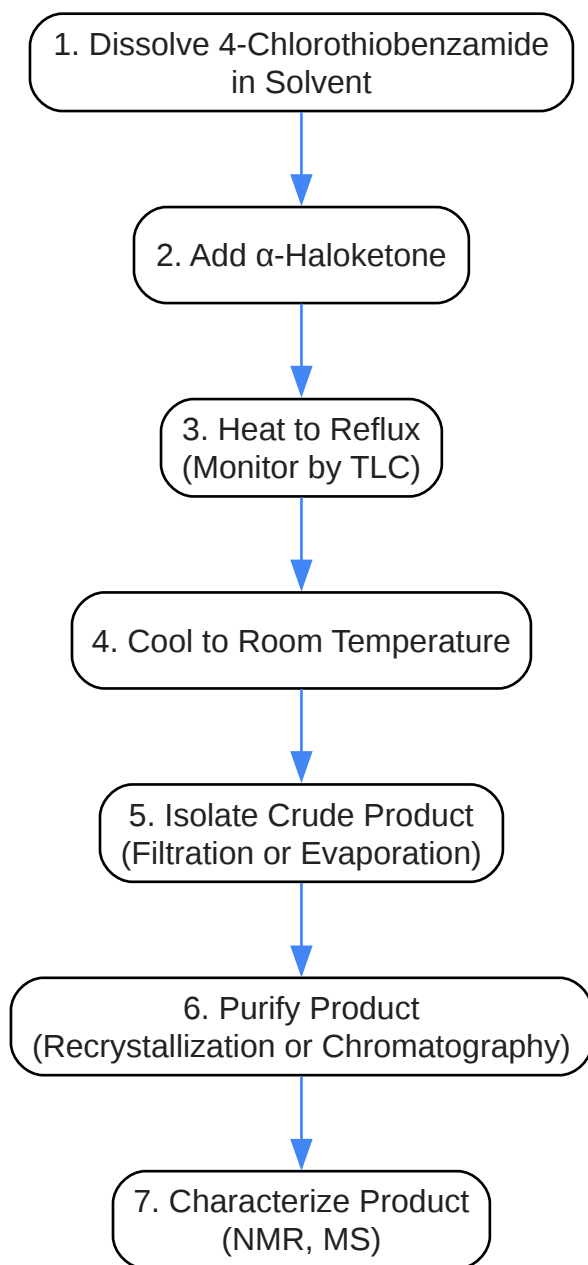 1. Dissolve 4-Chlorothiobenzamide
in Solvent
2. Add α-Haloketone
3. Heat to Reflux
(Monitor by TLC)
4. Cool to Room Temperature
5. Isolate Crude Product
(Filtration or Evaporation)
6. Purify Product
(Recrystallization or Chromatography)
7. Characterize Product
(NMR, MS)